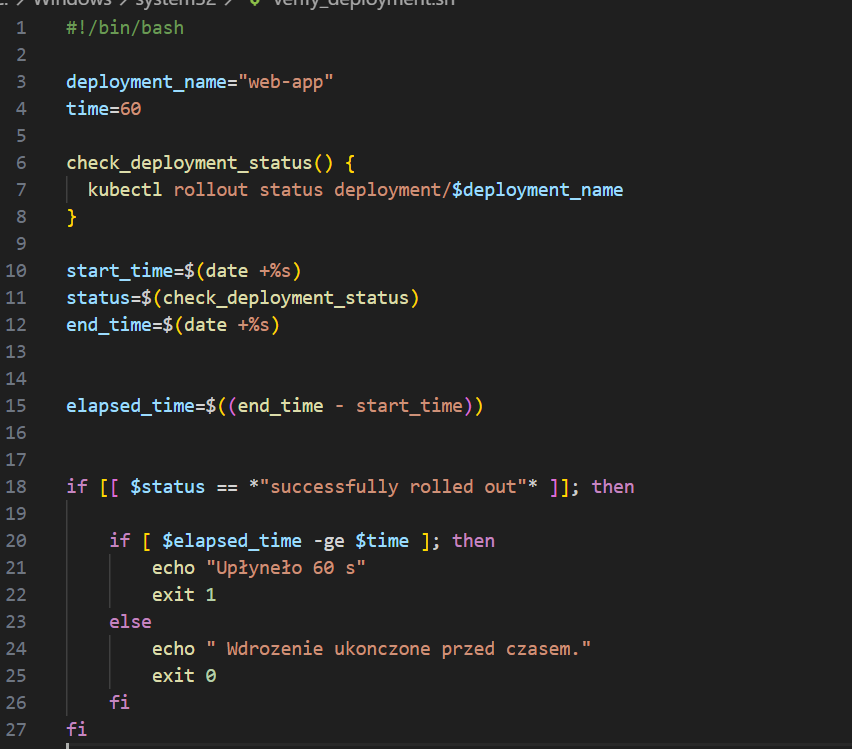 Windows > system32 > verify_deployment.sh
1 #!/bin/bash
2
3 deployment_name="web-app"
4 time=60
5
6 check_deployment_status() {
7 kubectl rollout status deployment/$deployment_name
8 }
9
10 start_time=$(date +%s)
11 status=$(check_deployment_status)
12 end_time=$(date +%s)
13
14
15 elapsed_time=$((end_time - start_time))
16
17
18 if [[ $status == *"successfully rolled out"* ]]; then
19
20 if [ $elapsed_time -ge $time ]; then
21 echo "Upłyneło 60 s"
22 exit 1
23 else
24 echo " Wdrozenie ukonczone przed czasem."
25 exit 0
26 fi
27 fi